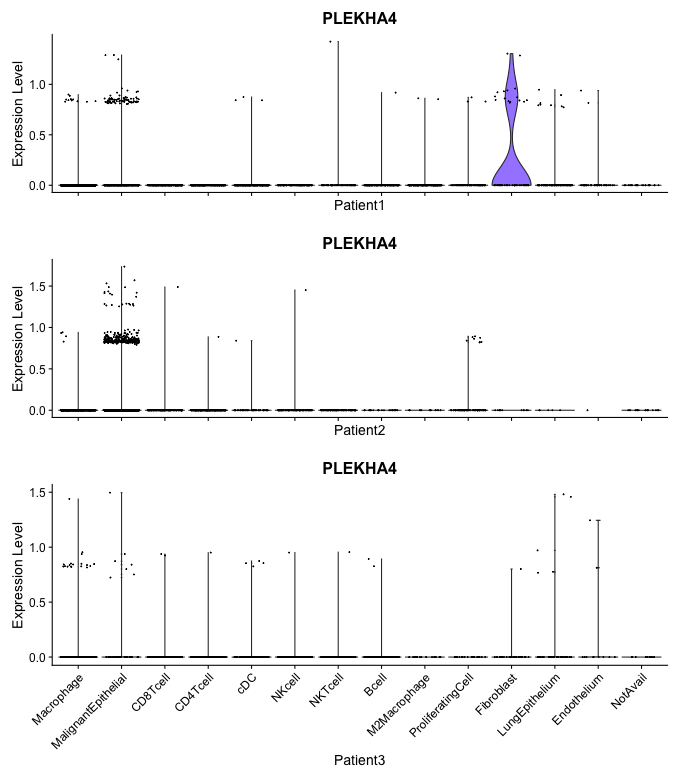 PLEKHA4
Expression Level
1.0
0.5
0.0
Patient1
PLEKHA4
Expression Level
1.5
1.0
0.5
0.0
Patient2
PLEKHA4
Expression Level
1.5
1.0
0.5
0.0
Macrophage
MalignantEpithelial
CD8Tcell
CD4Tcell
cDC
NKcell
NKTcell
Bcell
M2Macrophage
ProliferatingCell
Fibroblast
LungEpithelium
Endothelium
NotAvail
Patient3